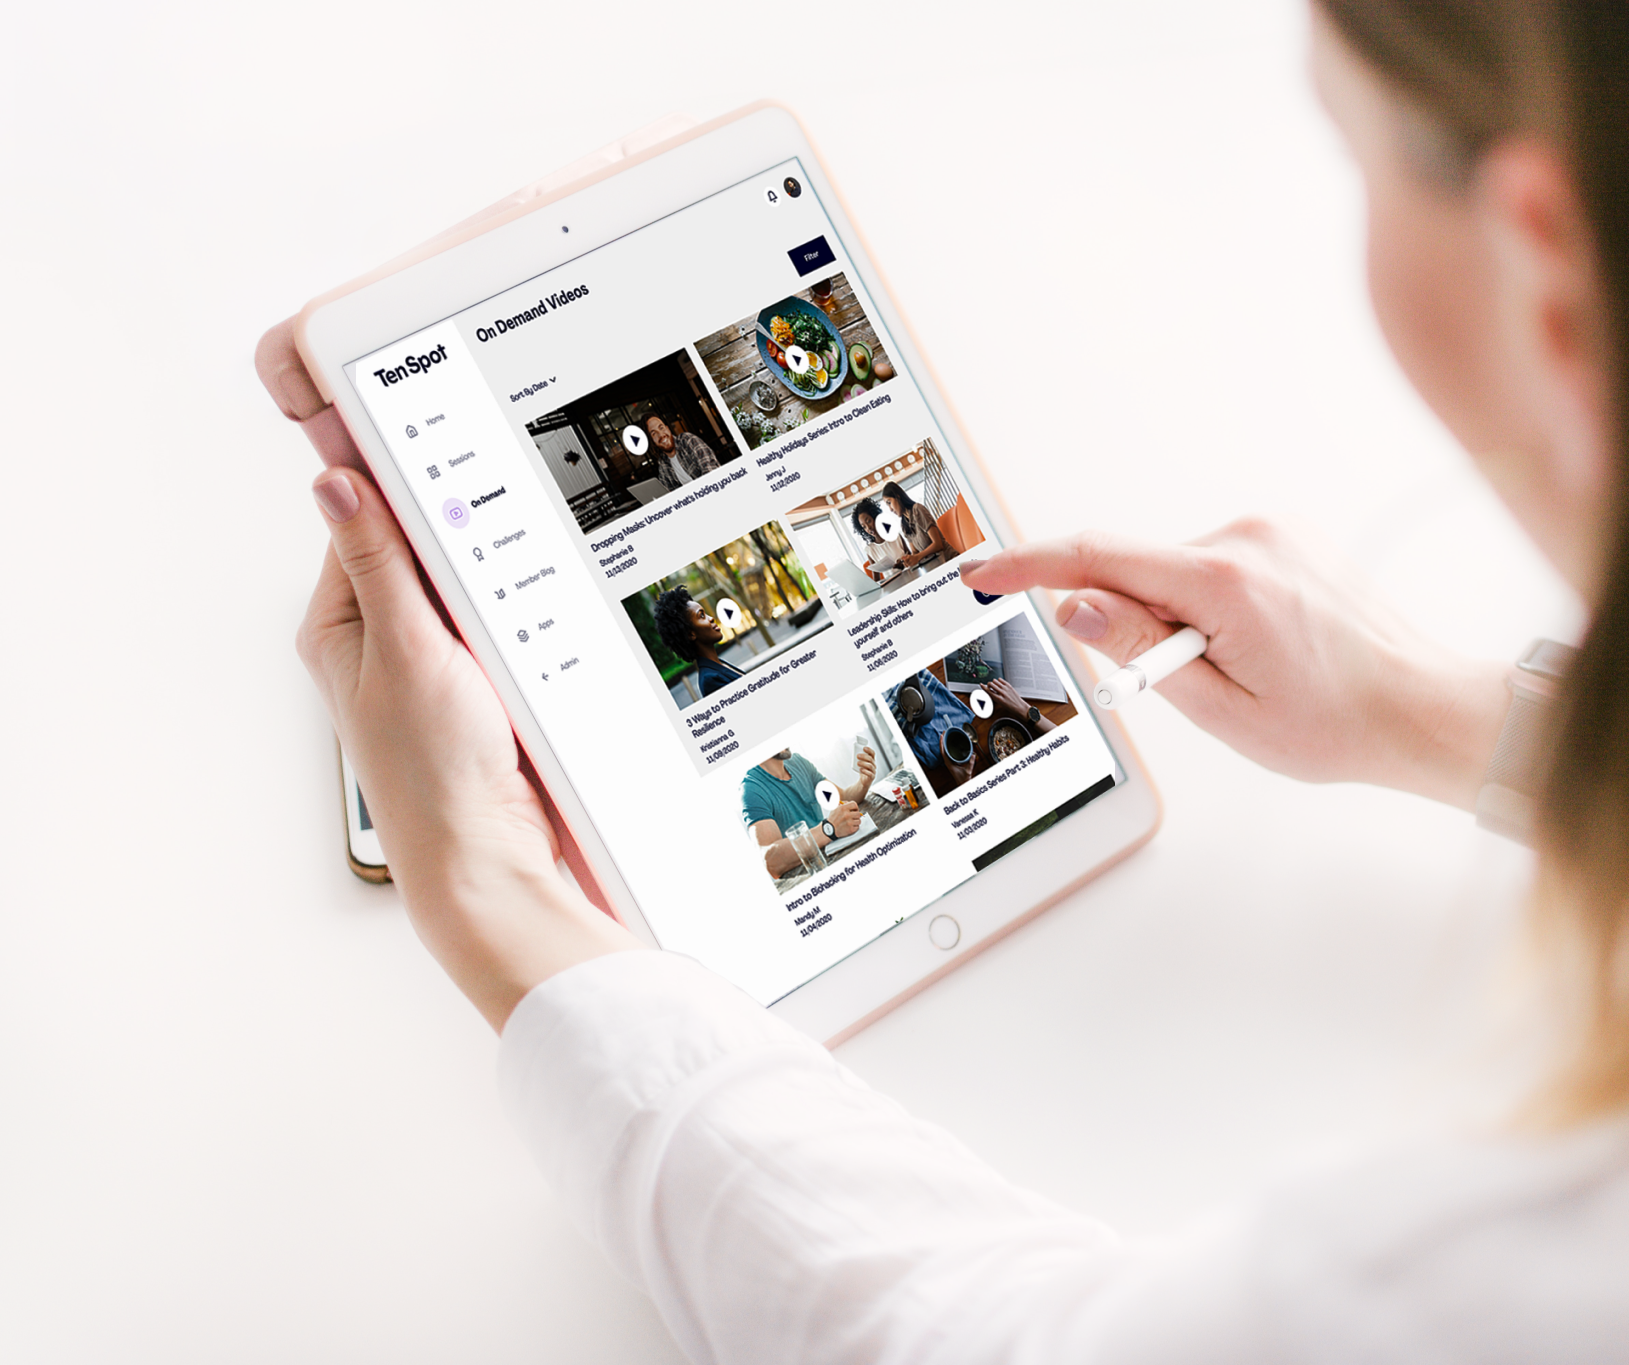 TenSpot
Home
Sessions
On Demand
Challenges
Member Blog
Apps
Admin
On Demand Videos
Filter
Sort By Date
Dropping Masks: Uncover what's holding you back
Stephanie B
11/13/2020
Healthy Holidays Series: Intro to Clean Eating
Jenny J
11/12/2020
3 Ways to Practice Gratitude for Greater
Resilience
Kristianna G
11/09/2020
Leadership Skills: How to bring out the
yourself and others
Stephanie B
11/06/2020
Intro to Biohacking for Health Optimization
Mandy M
11/04/2020
Back to Basics Series Part 3: Healthy Habits
Vanessa K
11/03/2020